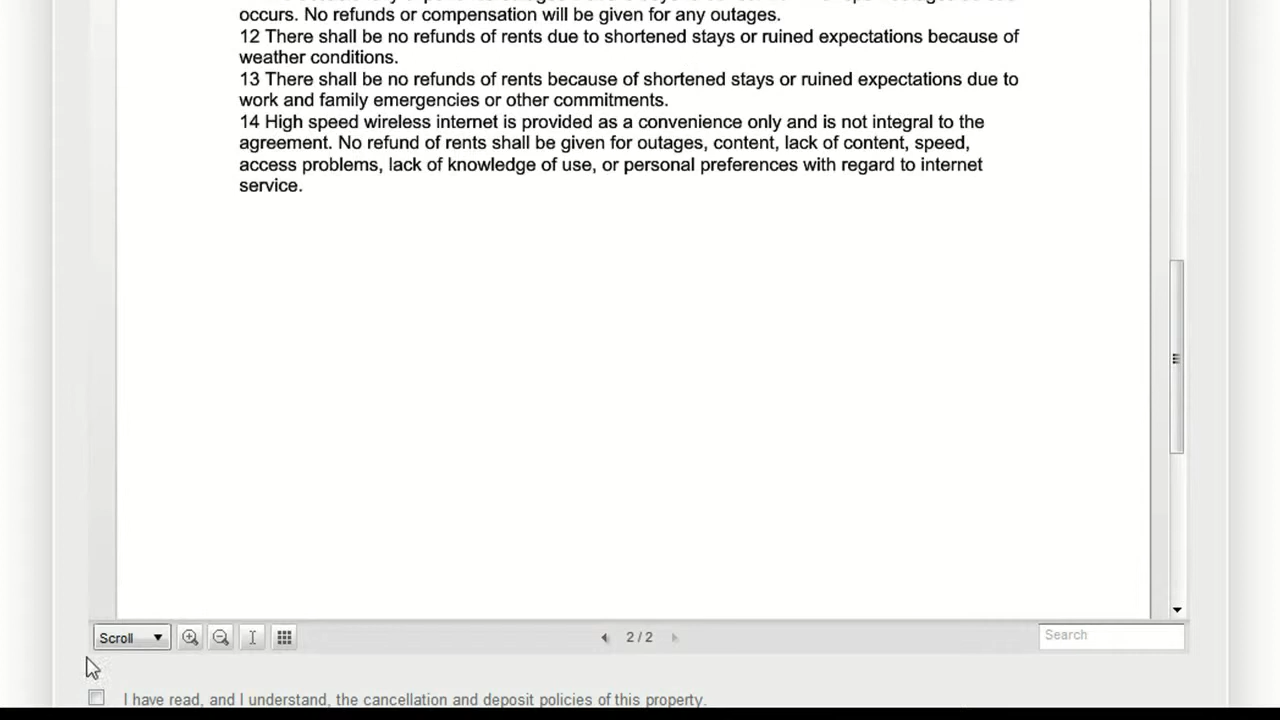 occurs. No refunds or compensation will be given for any outages.
12 There shall be no refunds of rents due to shortened stays or ruined expectations because of
weather conditions.
13 There shall be no refunds of rents because of shortened stays or ruined expectations due to
work and family emergencies or other commitments.
14 High speed wireless internet is provided as a convenience only and is not integral to the
agreement. No refund of rents shall be given for outages, content, lack of content, speed,
access problems, lack of knowledge of use, or personal preferences with regard to internet
service.
Scroll
2 / 2
Search
I have read, and I understand, the cancellation and deposit policies of this property.